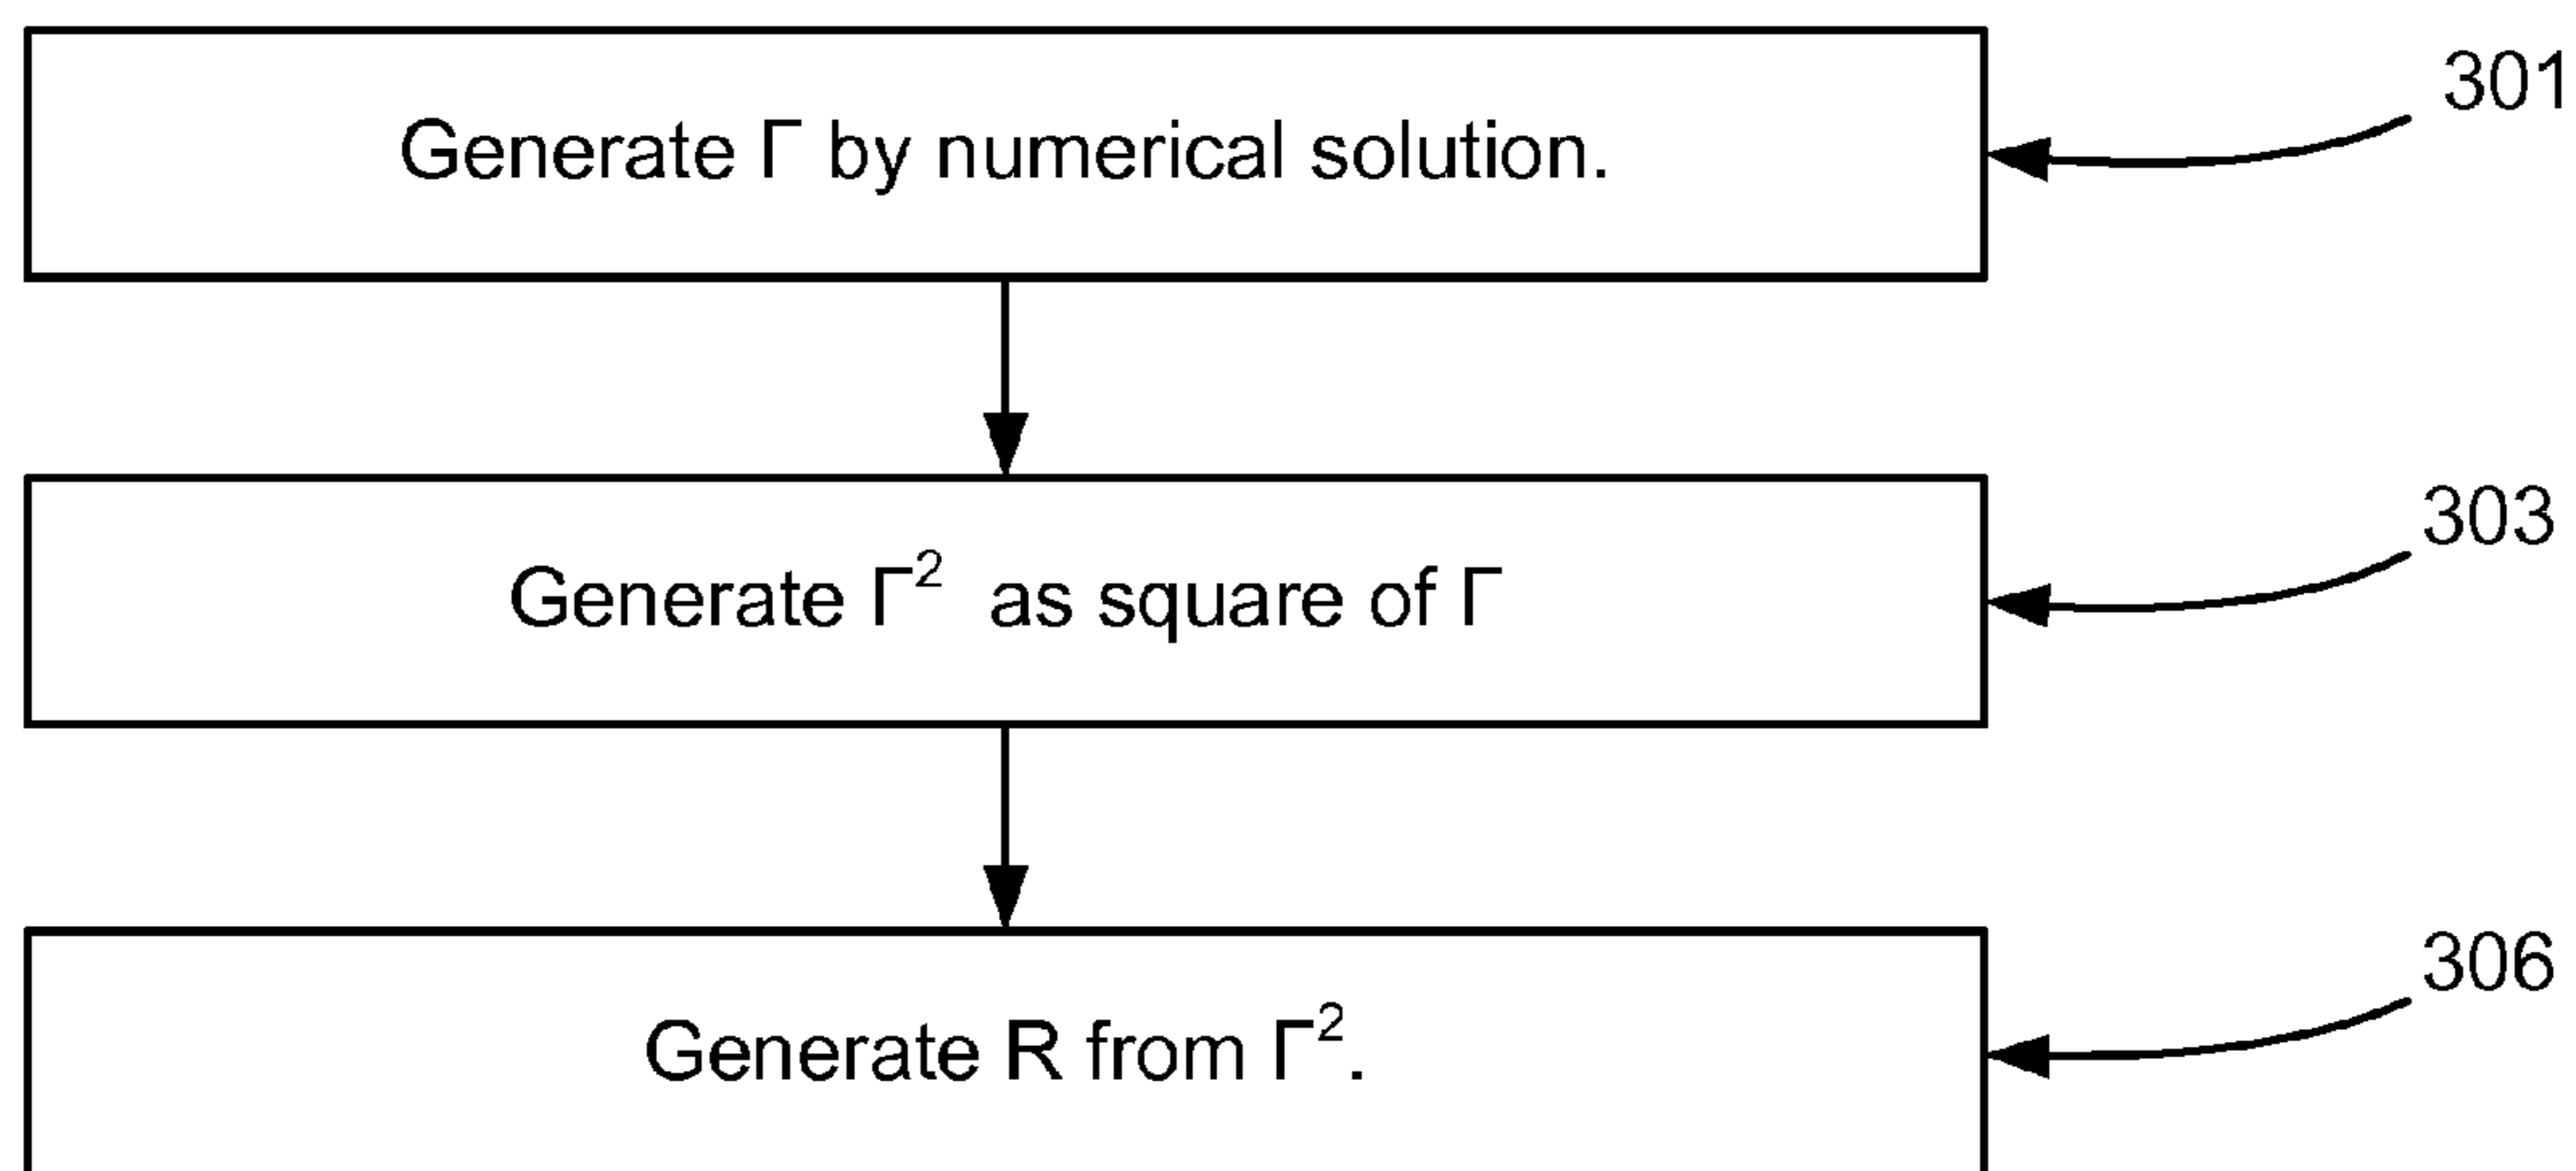 301
Generate Γ by numerical solution.
303
Generate Γ² as square of Γ
306
Generate R from Γ².